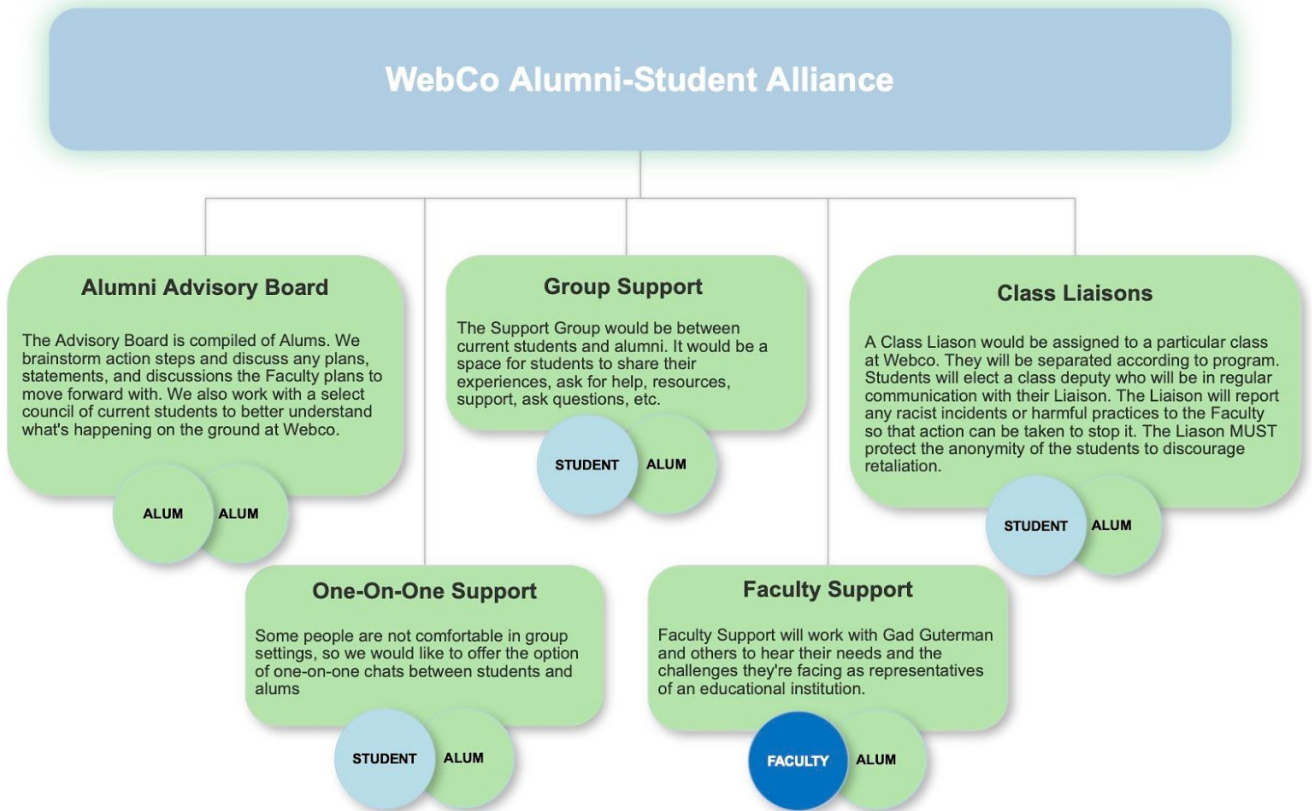 WebCo Alumni-Student Alliance
Alumni Advisory Board
The Advisory Board is compiled of Alums. We
brainstorm action steps and discuss any plans,
statements, and discussions the Faculty plans to
move forward with. We also work with a select
council of current students to better understand
what's happening on the ground at Webco.
ALUM
ALUM
Group Support
The Support Group would be between
current students and alumni. It would be a
space for students to share their
experiences, ask for help, resources,
support, ask questions, etc.
STUDENT
ALUM
Class Liaisons
A Class Liason would be assigned to a particular class
at Webco. They will be separated according to program.
Students will elect a class deputy who will be in regular
communication with their Liaison. The Liaison will report
any racist incidents or harmful practices to the Faculty
so that action can be taken to stop it. The Liason MUST
protect the anonymity of the students to discourage
retaliation.
STUDENT
ALUM
One-On-One Support
Some people are not comfortable in group
settings, so we would like to offer the option
of one-on-one chats between students and
alums
STUDENT
ALUM
Faculty Support
Faculty Support will work with Gad Guterman
and others to hear their needs and the
challenges they're facing as representatives
of an educational institution.
FACULTY
ALUM